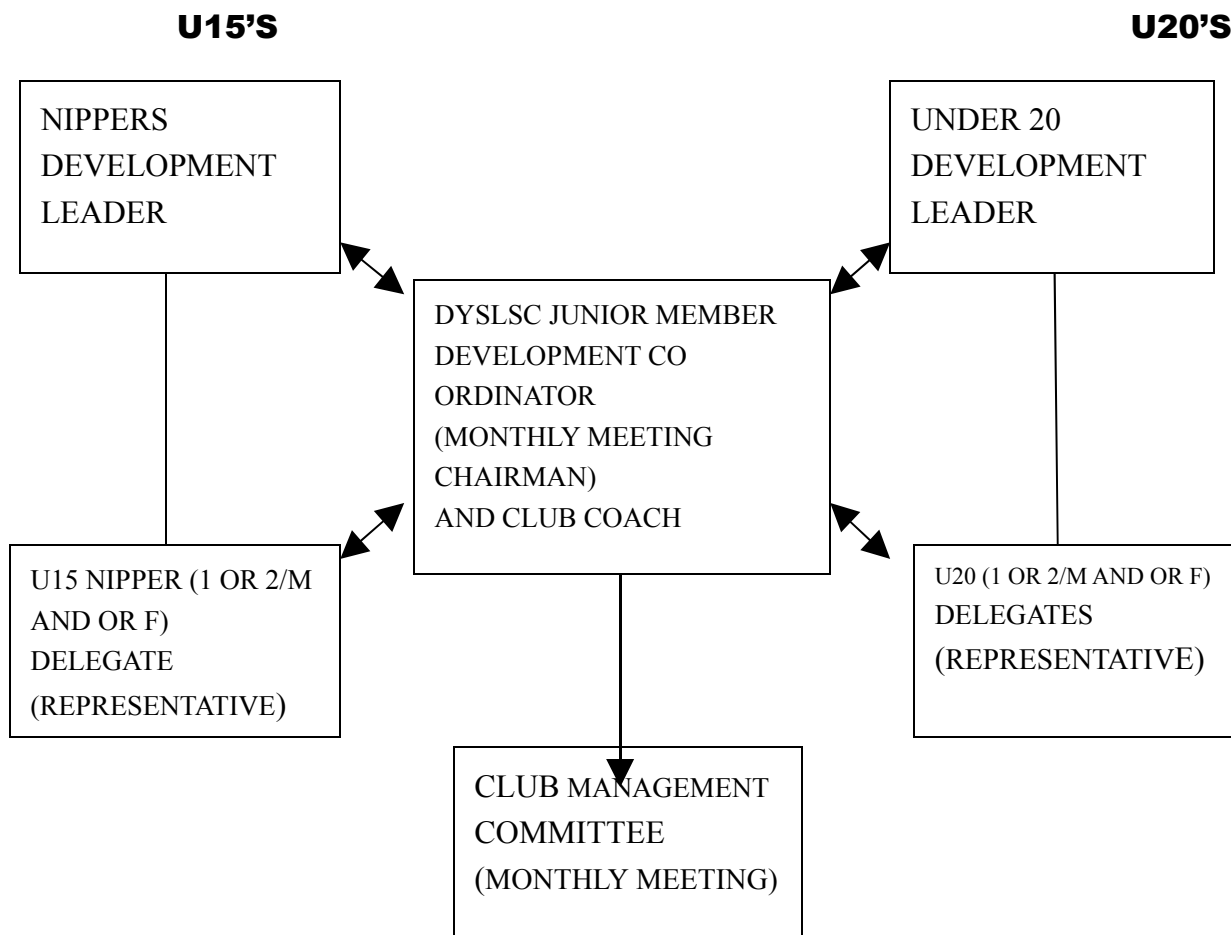 U15’S
U20’S
NIPPERS
DEVELOPMENT
LEADER
UNDER 20
DEVELOPMENT
LEADER
DYSLSC JUNIOR MEMBER
DEVELOPMENT CO
ORDINATOR
(MONTHLY MEETING
CHAIRMAN)
AND CLUB COACH
U15 NIPPER (1 OR 2/M
AND OR F)
DELEGATE
(REPRESENTATIVE)
U20 (1 OR 2/M AND OR F)
DELEGATES
(REPRESENTATIVE)
CLUB MANAGEMENT
COMMITTEE
(MONTHLY MEETING)